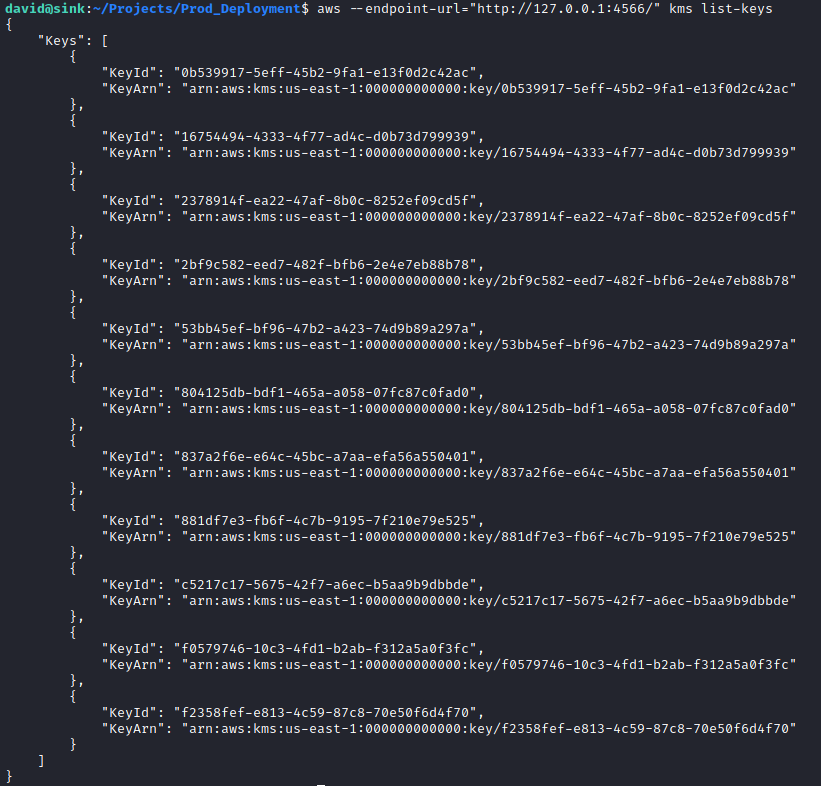 david@sink:~/Projects/Prod_Deployment$ aws --endpoint-url="http://127.0.0.1:4566/" kms list-keys
{
    "Keys": [
        {
            "KeyId": "0b539917-5eff-45b2-9fa1-e13f0d2c42ac",
            "KeyArn": "arn:aws:kms:us-east-1:000000000000:key/0b539917-5eff-45b2-9fa1-e13f0d2c42ac"
        },
        {
            "KeyId": "16754494-4333-4f77-ad4c-d0b73d799939",
            "KeyArn": "arn:aws:kms:us-east-1:000000000000:key/16754494-4333-4f77-ad4c-d0b73d799939"
        },
        {
            "KeyId": "2378914f-ea22-47af-8b0c-8252ef09cd5f",
            "KeyArn": "arn:aws:kms:us-east-1:000000000000:key/2378914f-ea22-47af-8b0c-8252ef09cd5f"
        },
        {
            "KeyId": "2bf9c582-eed7-482f-bfb6-2e4e7eb88b78",
            "KeyArn": "arn:aws:kms:us-east-1:000000000000:key/2bf9c582-eed7-482f-bfb6-2e4e7eb88b78"
        },
        {
            "KeyId": "53bb45ef-bf96-47b2-a423-74d9b89a297a",
            "KeyArn": "arn:aws:kms:us-east-1:000000000000:key/53bb45ef-bf96-47b2-a423-74d9b89a297a"
        },
        {
            "KeyId": "804125db-bdf1-465a-a058-07fc87c0fad0",
            "KeyArn": "arn:aws:kms:us-east-1:000000000000:key/804125db-bdf1-465a-a058-07fc87c0fad0"
        },
        {
            "KeyId": "837a2f6e-e64c-45bc-a7aa-efa56a550401",
            "KeyArn": "arn:aws:kms:us-east-1:000000000000:key/837a2f6e-e64c-45bc-a7aa-efa56a550401"
        },
        {
            "KeyId": "881df7e3-fb6f-4c7b-9195-7f210e79e525",
            "KeyArn": "arn:aws:kms:us-east-1:000000000000:key/881df7e3-fb6f-4c7b-9195-7f210e79e525"
        },
        {
            "KeyId": "c5217c17-5675-42f7-a6ec-b5aa9b9dbbde",
            "KeyArn": "arn:aws:kms:us-east-1:000000000000:key/c5217c17-5675-42f7-a6ec-b5aa9b9dbbde"
        },
        {
            "KeyId": "f0579746-10c3-4fd1-b2ab-f312a5a0f3fc",
            "KeyArn": "arn:aws:kms:us-east-1:000000000000:key/f0579746-10c3-4fd1-b2ab-f312a5a0f3fc"
        },
        {
            "KeyId": "f2358fef-e813-4c59-87c8-70e50f6d4f70",
            "KeyArn": "arn:aws:kms:us-east-1:000000000000:key/f2358fef-e813-4c59-87c8-70e50f6d4f70"
        }
    ]
}